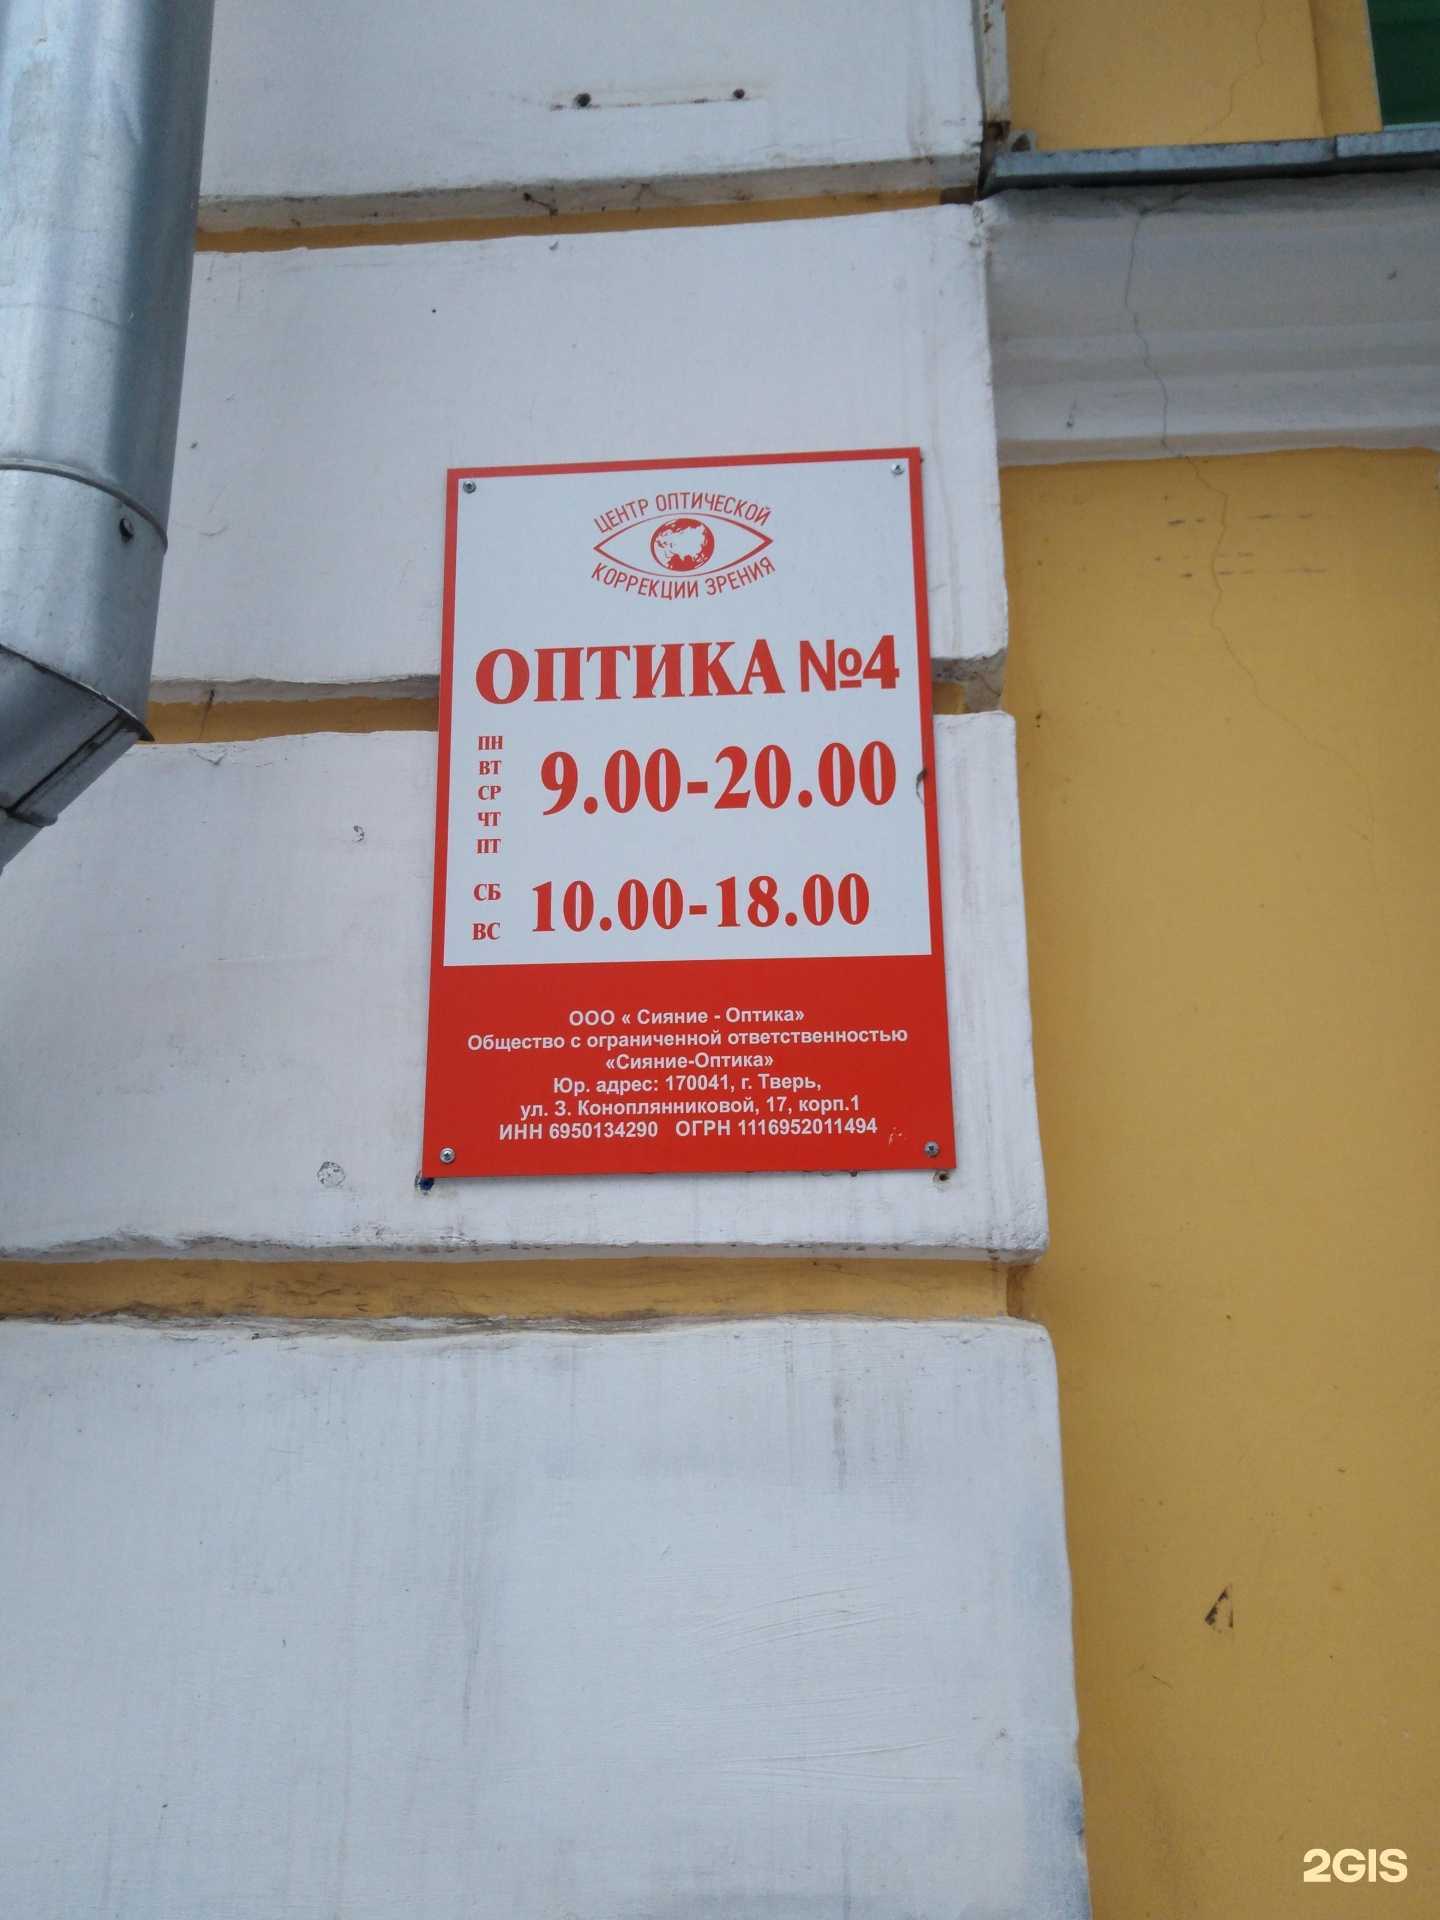 ЦЕНТР ОПТИЧЕСКОЙ
КОРРЕКЦИИ ЗРЕНИЯ
ОПТИКА №4
ПН
ВТ
СР
ЧТ
ПТ
9.00-20.00
СБ
ВС
10.00-18.00
ООО « Сияние - Оптика»
Общество с ограниченной ответственностью
«Сияние-Оптика»
Юр. адрес: 170041, г. Тверь,
ул. З. Коноплянниковой, 17, корп.1
ИНН 6950134290 ОГРН 1116952011494
2GIS